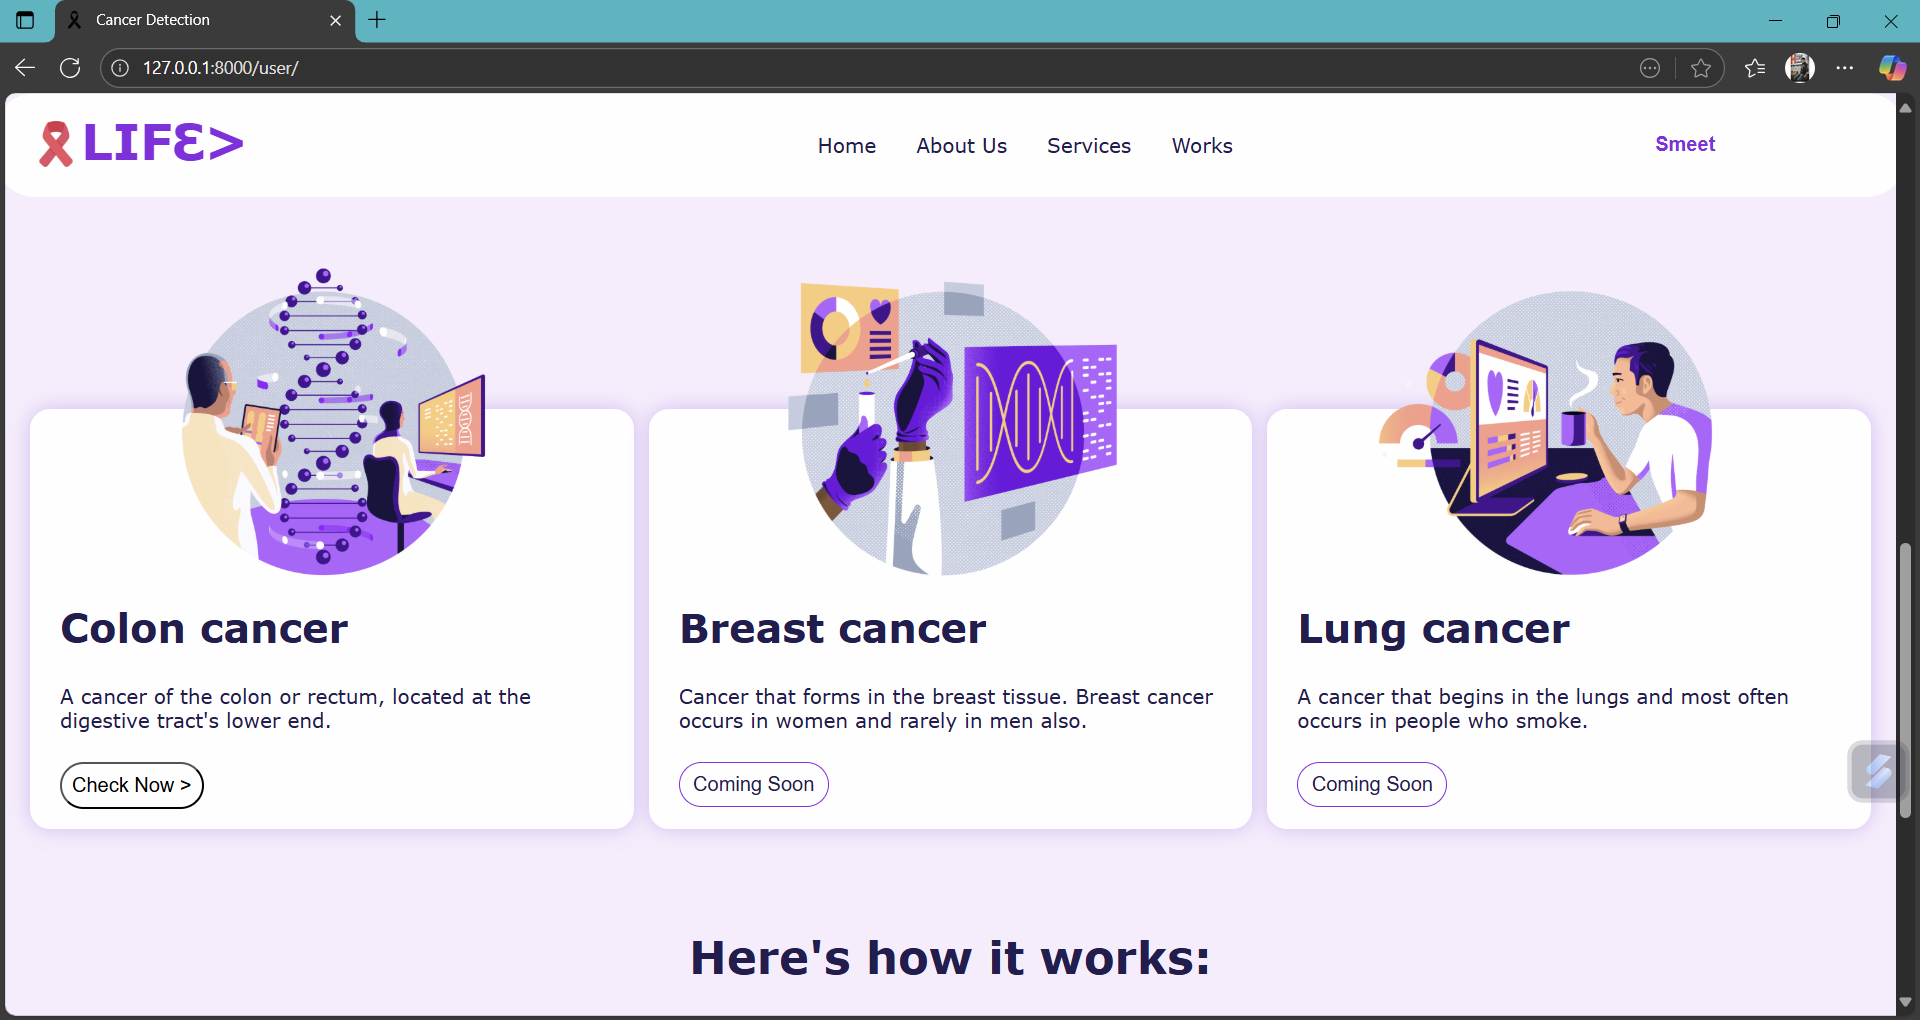 Cancer Detection
127.0.0.1:8000/user/
LIFƐ>
Home
About Us
Services
Works
Smeet
Colon cancer
A cancer of the colon or rectum, located at the
digestive tract's lower end.
Check Now >
Breast cancer
Cancer that forms in the breast tissue. Breast cancer
occurs in women and rarely in men also.
Coming Soon
Lung cancer
A cancer that begins in the lungs and most often
occurs in people who smoke.
Coming Soon
Here's how it works: